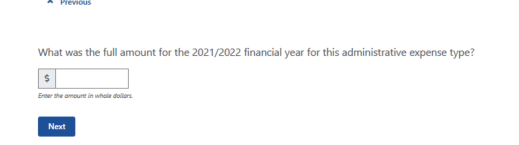 Previous
What was the full amount for the 2021/2022 financial year for this administrative expense type?
$
Enter the amount in whole dollars.
Next